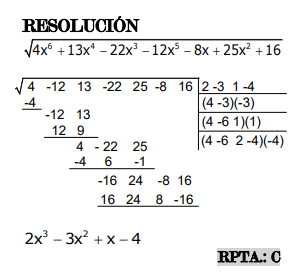 RESOLUCIÓN
√4x⁶ + 13x⁴ − 22x³ − 12x⁵ − 8x + 25x² + 16
√ 4 -12 13 -22 25 -8 16 2 -3 1 -4
-4 (4 -3)(-3)
-12 13 (4 -6 1)(1)
12 9 (4 -6 2 -4)(-4)
4 - 22 25
-4 6 -1
-16 24 -8 16
16 24 8 -16
2x³ − 3x² + x − 4
RPTA.: C